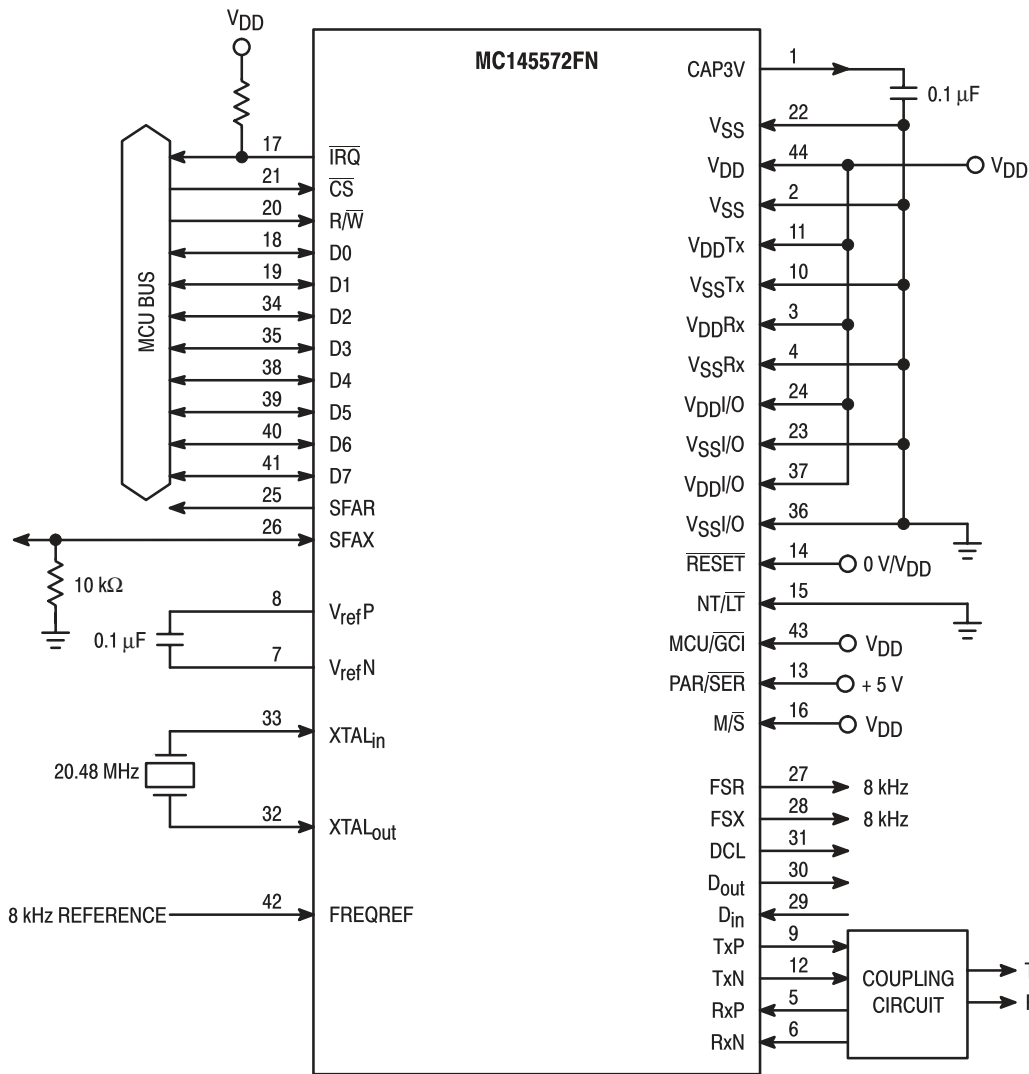 VDD
MC145572FN
MCU BUS
17 IRQ
21 CS
20 R/W
18 D0
19 D1
34 D2
35 D3
38 D4
39 D5
40 D6
41 D7
25 SFAR
26 SFAX
10 kΩ
8 VrefP
0.1 µF
7 VrefN
33 XTALin
20.48 MHz
32 XTALout
8 kHz REFERENCE 42 FREQREF
CAP3V 1
0.1 µF
VSS 22
VDD 44 VDD
VSS 2
VDDTx 11
VSSTx 10
VDDRx 3
VSSRx 4
VDDI/O 24
VSSI/O 23
VDDI/O 37
VSSI/O 36
RESET 14 0 V/VDD
NT/LT 15
MCU/GCI 43 VDD
PAR/SER 13 + 5 V
M/S 16 VDD
FSR 27 8 kHz
FSX 28 8 kHz
DCL 31
Dout 30
Din 29
TxP 9
TxN 12
RxP 5
RxN 6
COUPLING
CIRCUIT